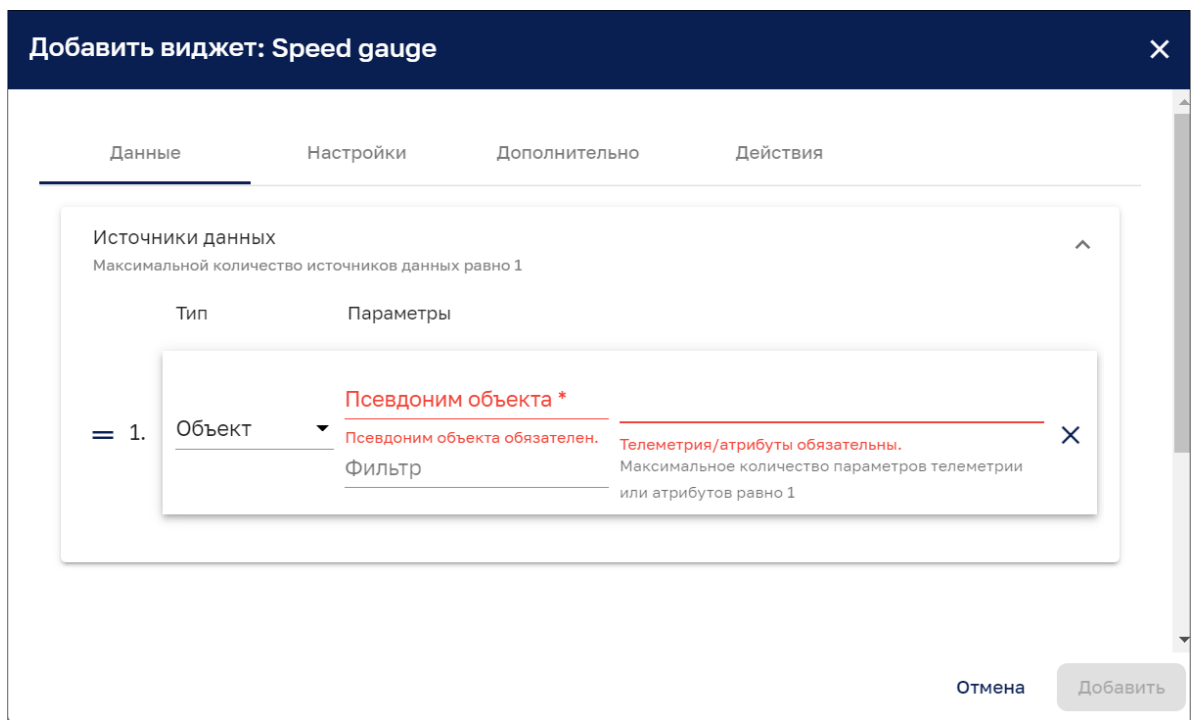 Добавить виджет: Speed gauge
Данные Настройки Дополнительно Действия
Источники данных
Максимальной количество источников данных равно 1
Тип Параметры
1. Объект
Псевдоним объекта *
Псевдоним объекта обязателен.
Фильтр
Телеметрия/атрибуты обязательны.
Максимальное количество параметров телеметрии
или атрибутов равно 1
Отмена Добавить